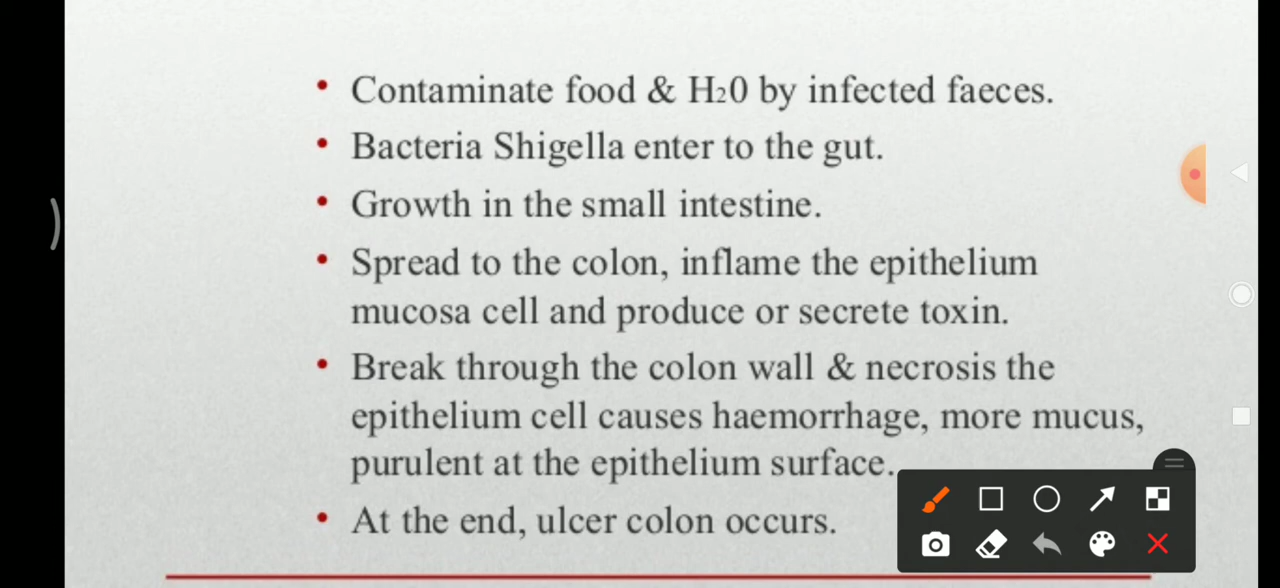 • Contaminate food & H₂0 by infected faeces.
• Bacteria Shigella enter to the gut.
• Growth in the small intestine.
• Spread to the colon, inflame the epithelium
mucosa cell and produce or secrete toxin.
• Break through the colon wall & necrosis the
epithelium cell causes haemorrhage, more mucus,
purulent at the epithelium surface.
• At the end, ulcer colon occurs.